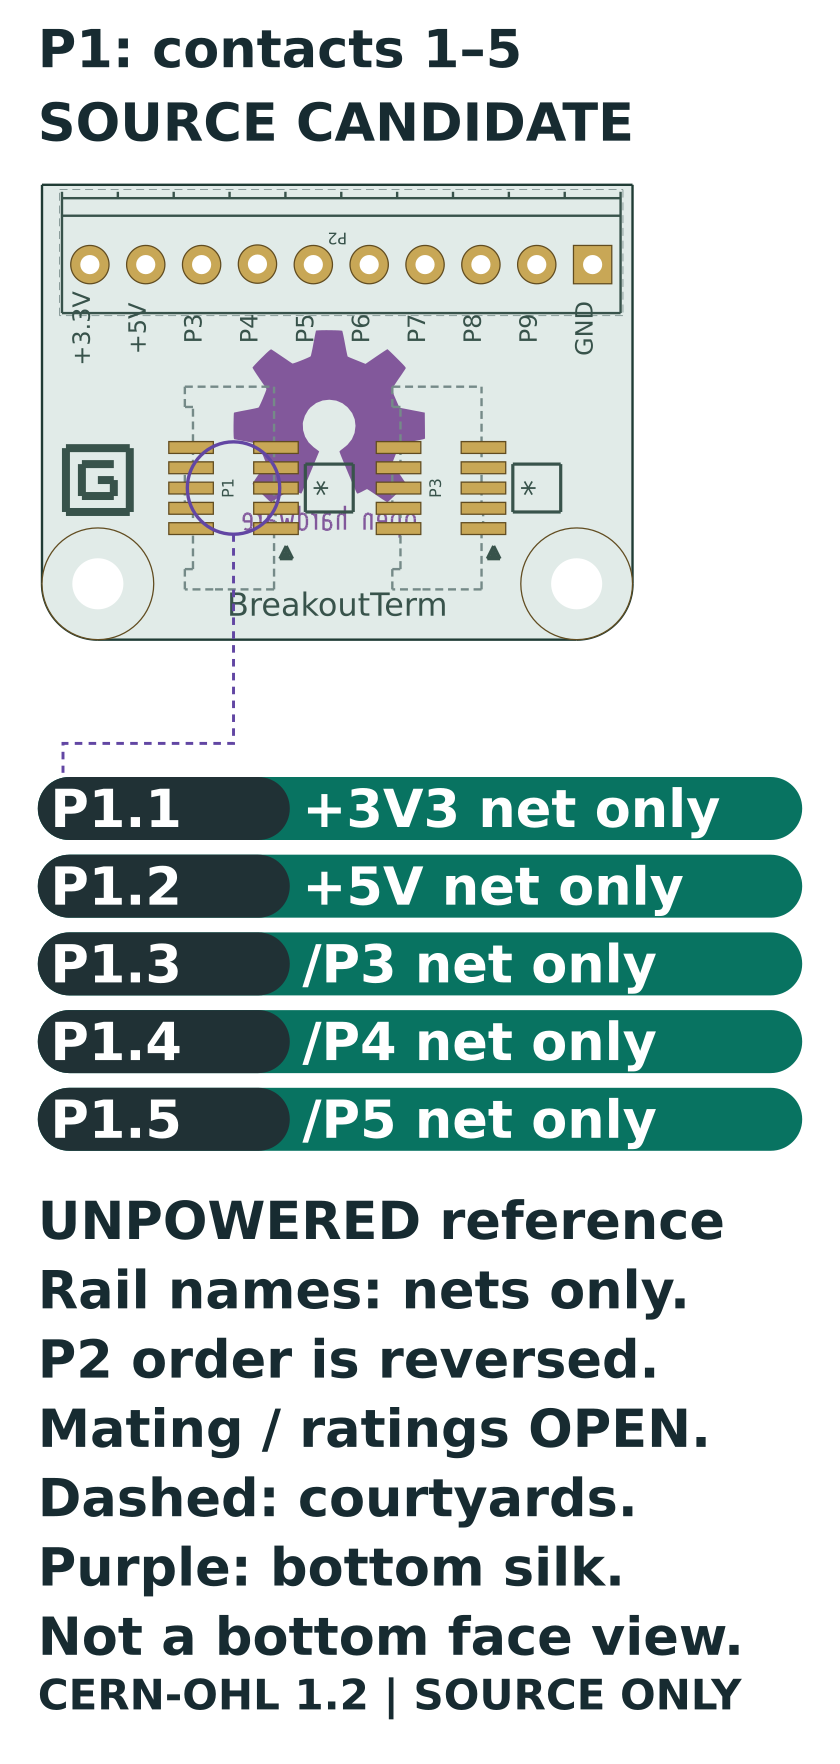 P1: contacts 1–5
SOURCE CANDIDATE
P2
+3.3V +5V P3 P4 P5 P6 P7 P8 P9 GND
P1 * P3 *
open hardware
BreakoutTerm
P1.1 +3V3 net only
P1.2 +5V net only
P1.3 /P3 net only
P1.4 /P4 net only
P1.5 /P5 net only
UNPOWERED reference
Rail names: nets only.
P2 order is reversed.
Mating / ratings OPEN.
Dashed: courtyards.
Purple: bottom silk.
Not a bottom face view.
CERN-OHL 1.2 | SOURCE ONLY